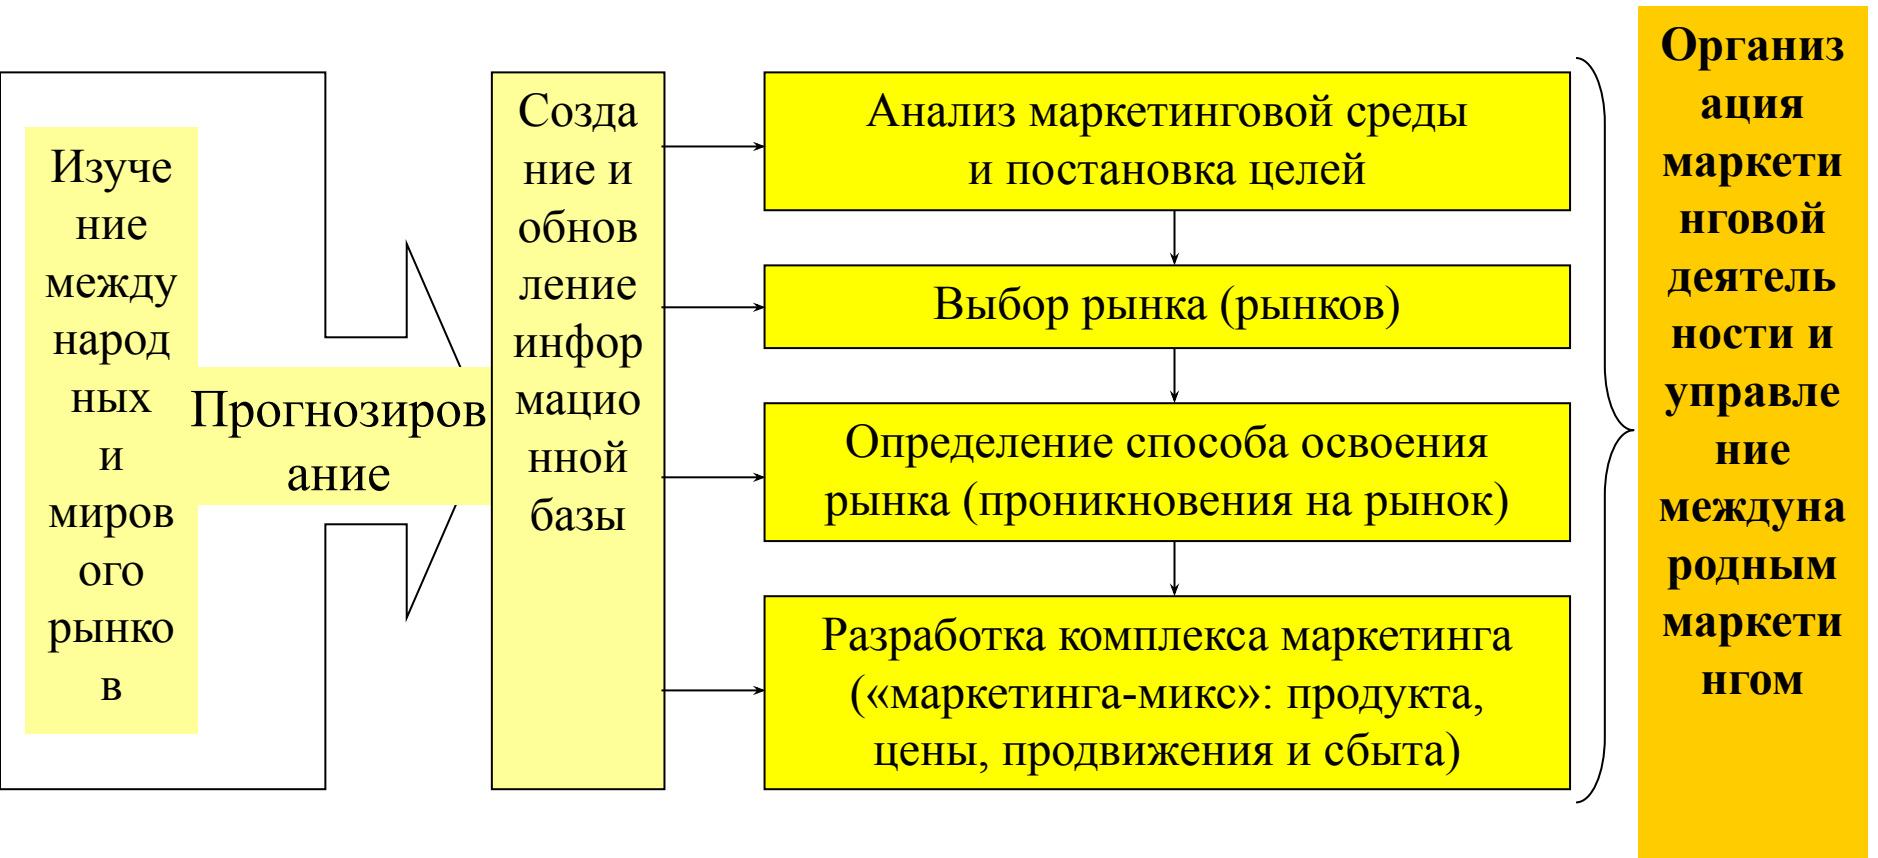 Изуче
ние
между
народ
ных
и
миров
ого
рынко
в
Прогнозиров
ание
Созда
ние и
обнов
ление
инфор
мацио
нной
базы
Анализ маркетинговой среды
и постановка целей
Выбор рынка (рынков)
Определение способа освоения
рынка (проникновения на рынок)
Разработка комплекса маркетинга
(«маркетинга-микс»: продукта,
цены, продвижения и сбыта)
Организ
ация
маркети
нговой
деятель
ности и
управле
ние
междуна
родным
маркети
нгом